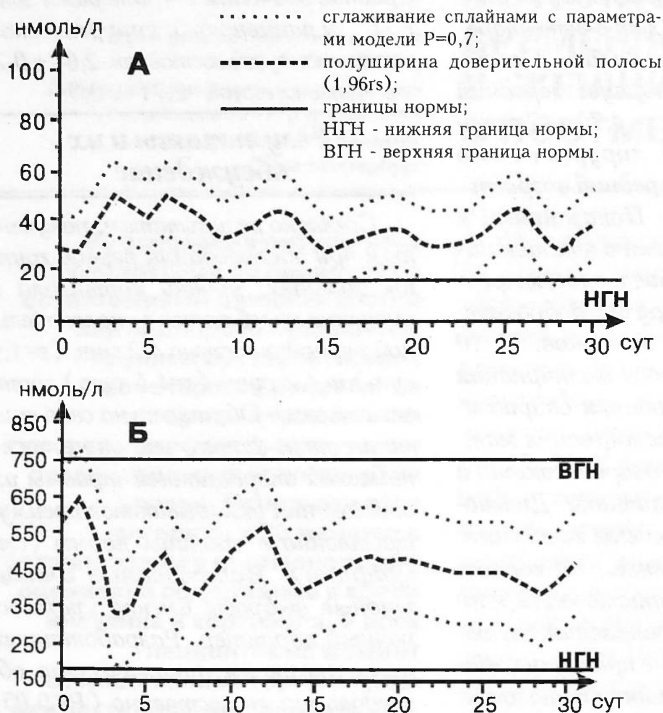 нмоль/л
сглаживание сплайнами с параметра-
ми модели P=0,7;
полуширина доверительной полосы
(1,96rs);
границы нормы;
НГН - нижняя граница нормы;
ВГН - верхняя граница нормы
А
100
80
60
40
20
0
НГН
0 5 10 15 20 25 30 сут
нмоль/л
Б
850
750
650
550
450
350
250
150
ВГН
НГН
0 5 10 15 20 25 30 сут